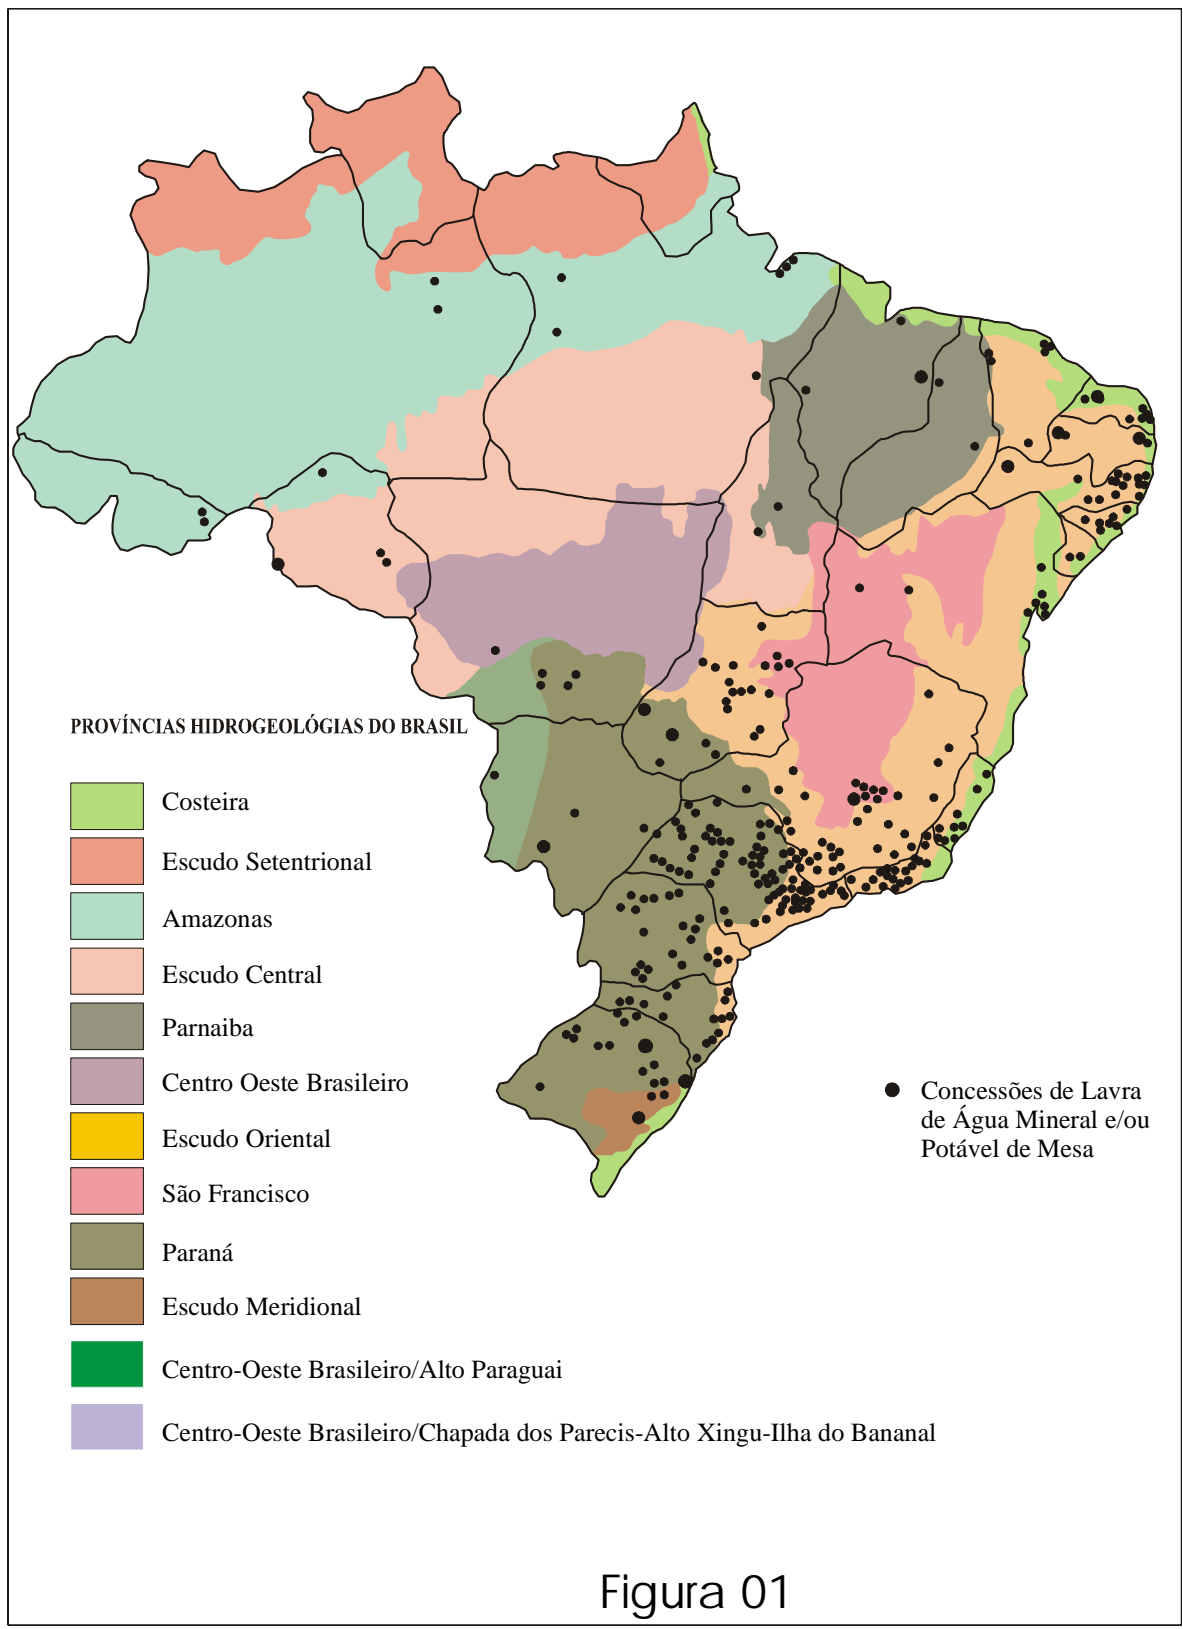 PROVÍNCIAS HIDROGEOLÓGIAS DO BRASIL
Costeira
Escudo Setentrional
Amazonas
Escudo Central
Parnaiba
Centro Oeste Brasileiro
Escudo Oriental
São Francisco
Paraná
Escudo Meridional
Centro-Oeste Brasileiro/Alto Paraguai
Centro-Oeste Brasileiro/Chapada dos Parecis-Alto Xingu-Ilha do Bananal
Concessões de Lavra
de Água Mineral e/ou
Potável de Mesa
Figura 01